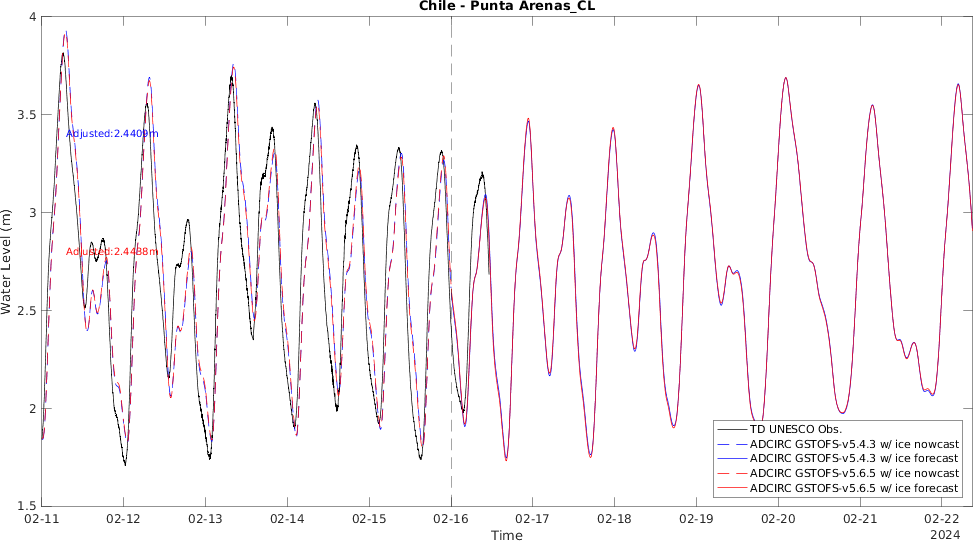 Chile - Punta Arenas_CL
4
3.5
3
2.5
2
1.5
Water Level (m)
Adjusted:2.4409m
Adjusted:2.4438m
TD UNESCO Obs.
ADCIRC GSTOFS-v5.4.3 w/ ice nowcast
ADCIRC GSTOFS-v5.4.3 w/ ice forecast
ADCIRC GSTOFS-v5.6.5 w/ ice nowcast
ADCIRC GSTOFS-v5.6.5 w/ ice forecast
02-11 02-12 02-13 02-14 02-15 02-16 02-17 02-18 02-19 02-20 02-21 02-22
2024
Time